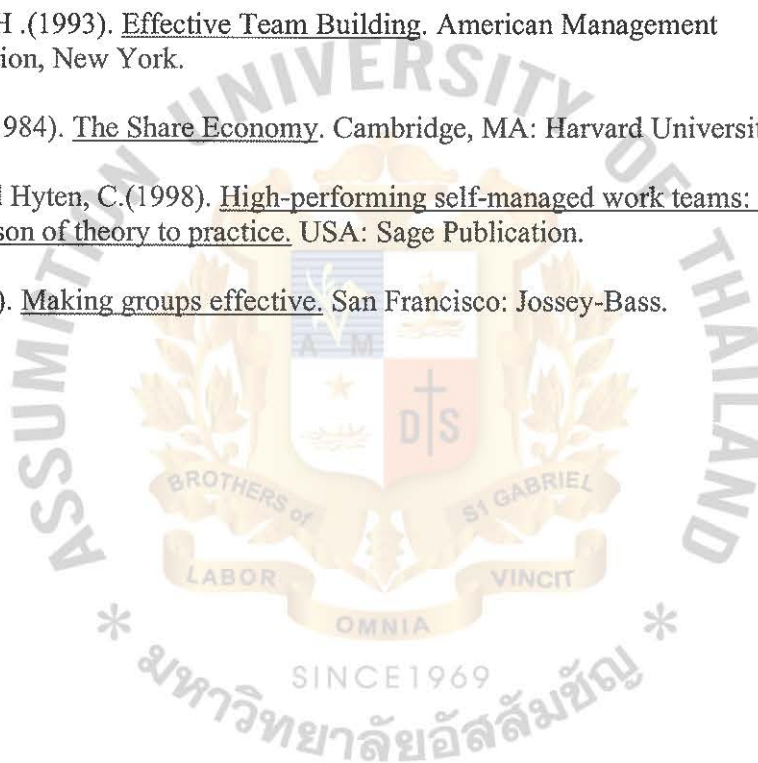 H .(1993). Effective Team Building. American Management
ion, New York.
984). The Share Economy. Cambridge, MA: Harvard Universit
l Hyten, C.(1998). High-performing self-managed work teams:
son of theory to practice. USA: Sage Publication.
). Making groups effective. San Francisco: Jossey-Bass.
ASSUMPTION UNIVERSITY OF THAILAND
A M
D S
BROTHERS of ST GABRIEL
LABOR
VINCIT
OMNIA
SINCE1969
* มหาวิทยาลัยอัสสัมชัญ *